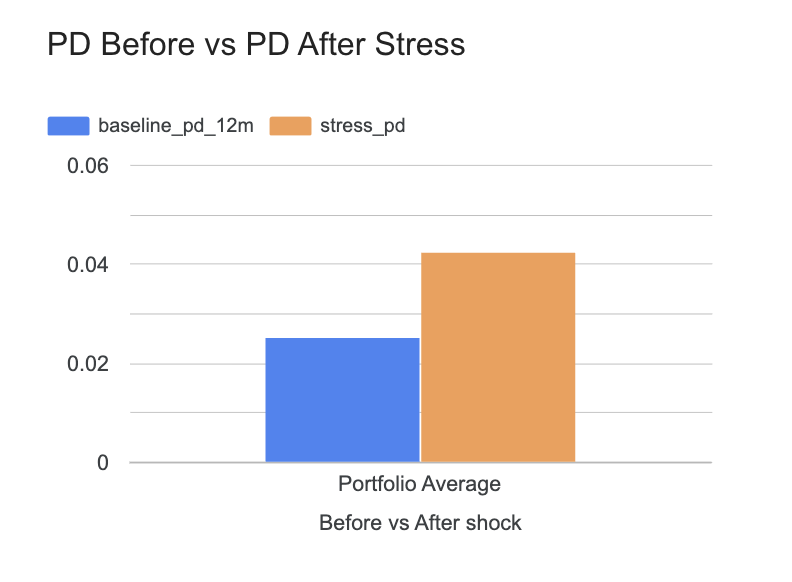 PD Before vs PD After Stress
baseline_pd_12m stress_pd
0.06
0.04
0.02
0
Portfolio Average
Before vs After shock